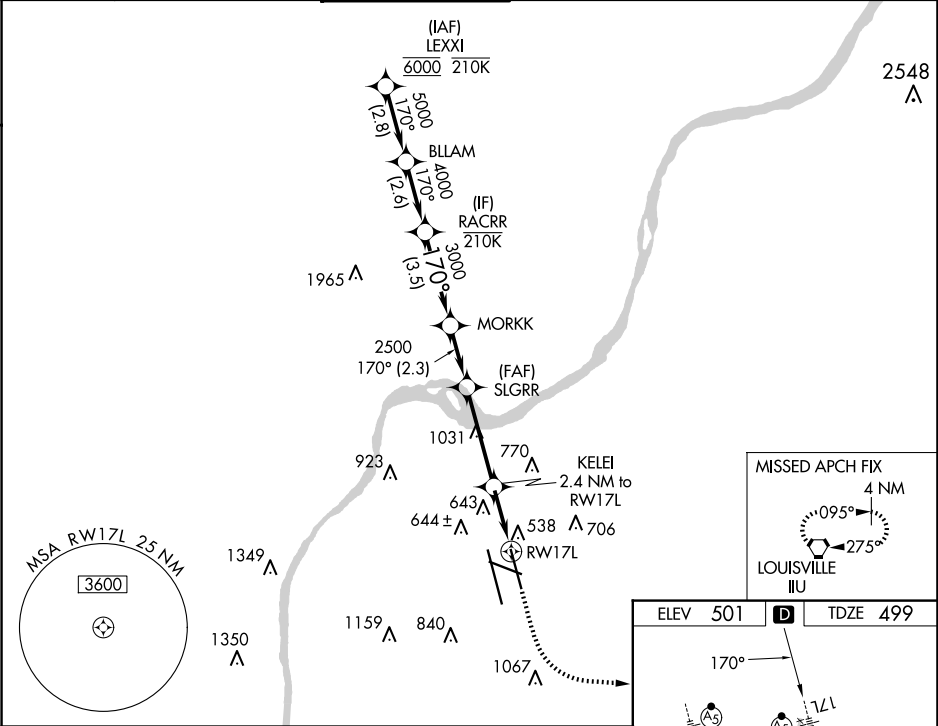 (IAF)
LEXXI
6000 210K
2548
5000
170°
(2.8)
BLLAM
4000
170°
(2.6)
(IF)
RACRR
210K
3000
170°
(3.5)
1965
MORKK
2500
170° (2.3)
(FAF)
SLGRR
1031
770
923
KELEI
2.4 NM to
RW17L
643
644 ±
538
706
RW17L
MISSED APCH FIX
4 NM
095°
275°
LOUISVILLE
IIU
MSA RW17L 25 NM
3600
1349
1350
1159
840
1067
ELEV 501 D TDZE 499
170°
17L
A5
A5